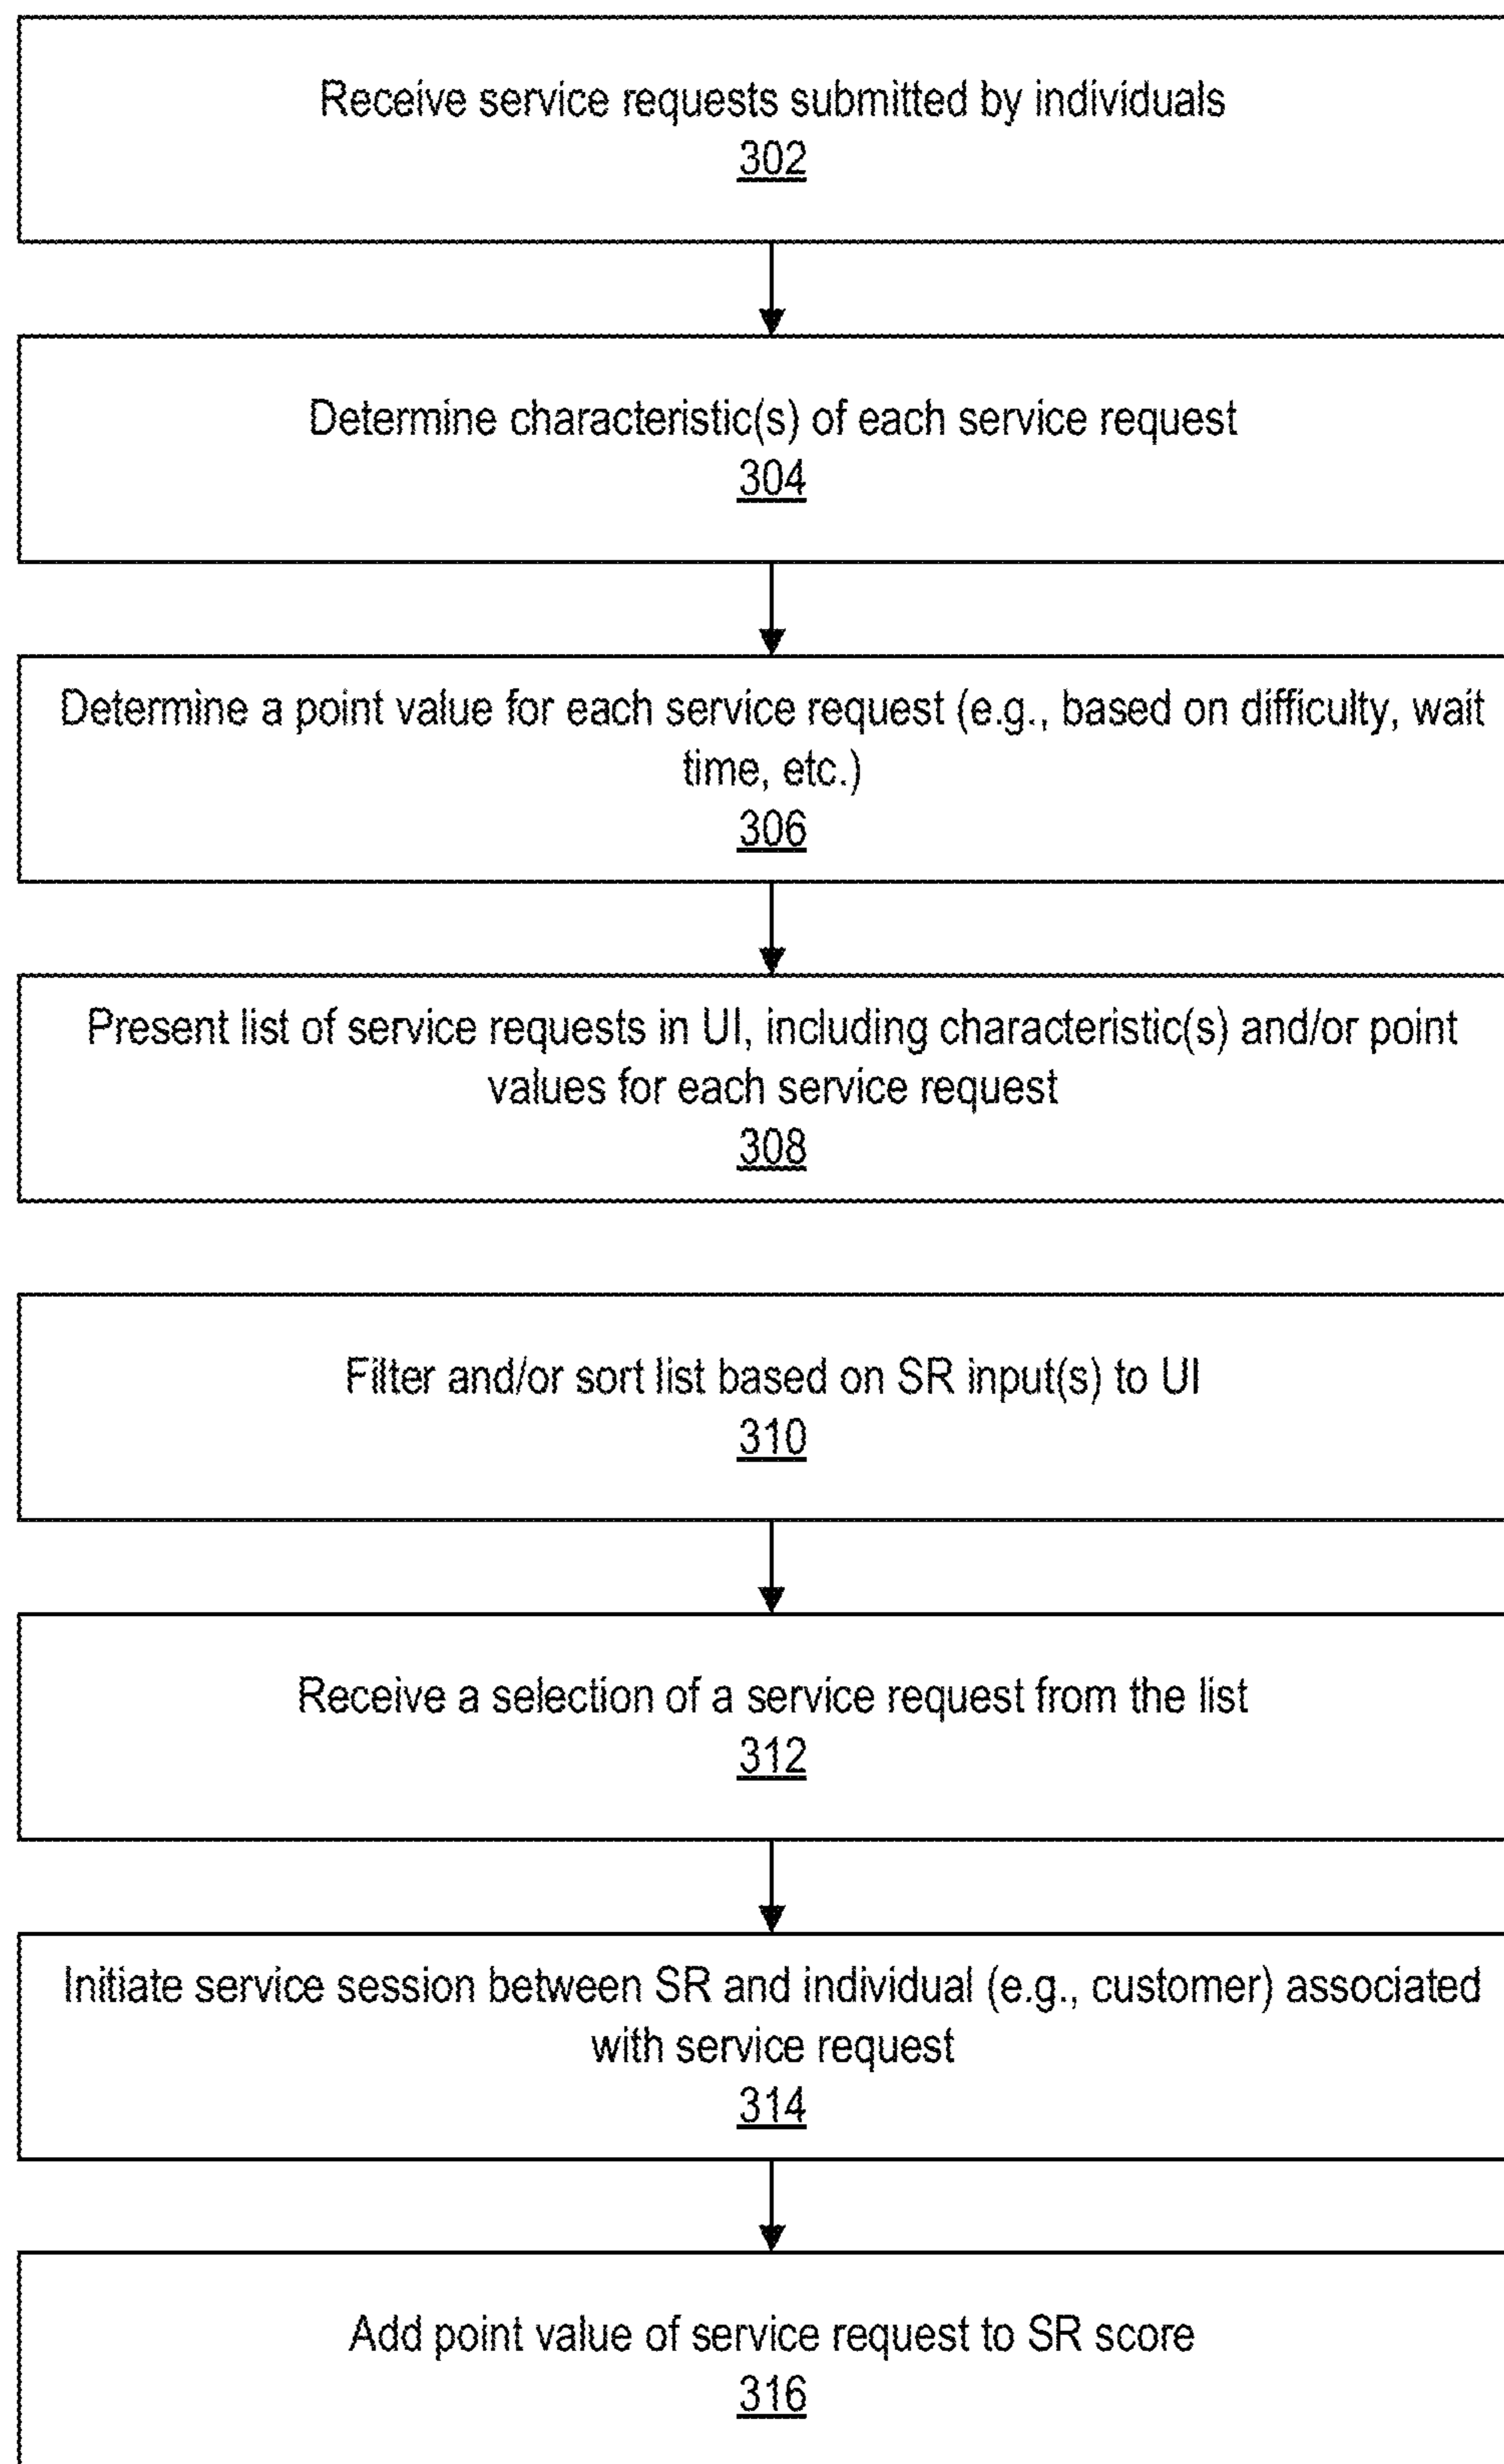 Receive service requests submitted by individuals
302
Determine characteristic(s) of each service request
304
Determine a point value for each service request (e.g., based on difficulty, wait
time, etc.)
306
Present list of service requests in UI, including characteristic(s) and/or point
values for each service request
308
Filter and/or sort list based on SR input(s) to UI
310
Receive a selection of a service request from the list
312
Initiate service session between SR and individual (e.g., customer) associated
with service request
314
Add point value of service request to SR score
316